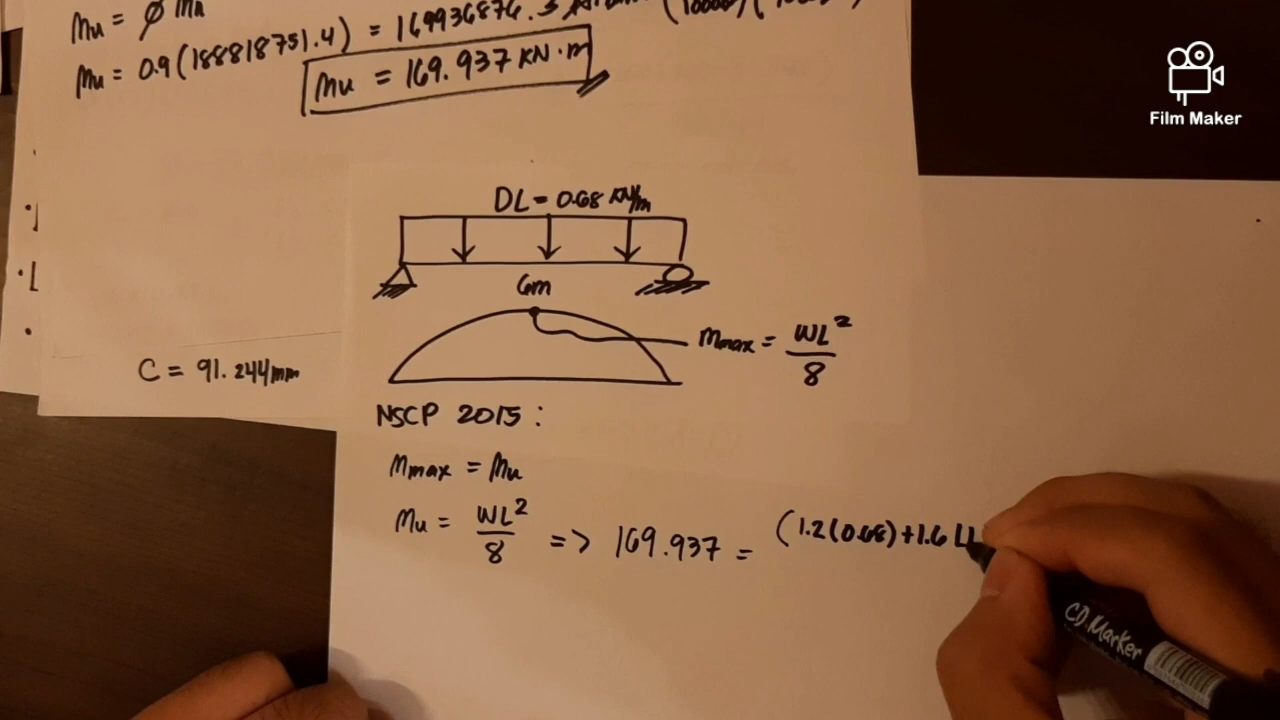 Mu = ø Mn
Mu = 0.9 (188818751.4) = 169936876.3
Mu = 169.937 KN·m
Film Maker
DL = 0.68 KN/m
6m
Mmax = WL²/8
C = 91.244mm
NSCP 2015 :
Mmax = Mu
Mu = WL²/8 => 169.937 = (1.2(0.68)+1.6 LL
CD Marker